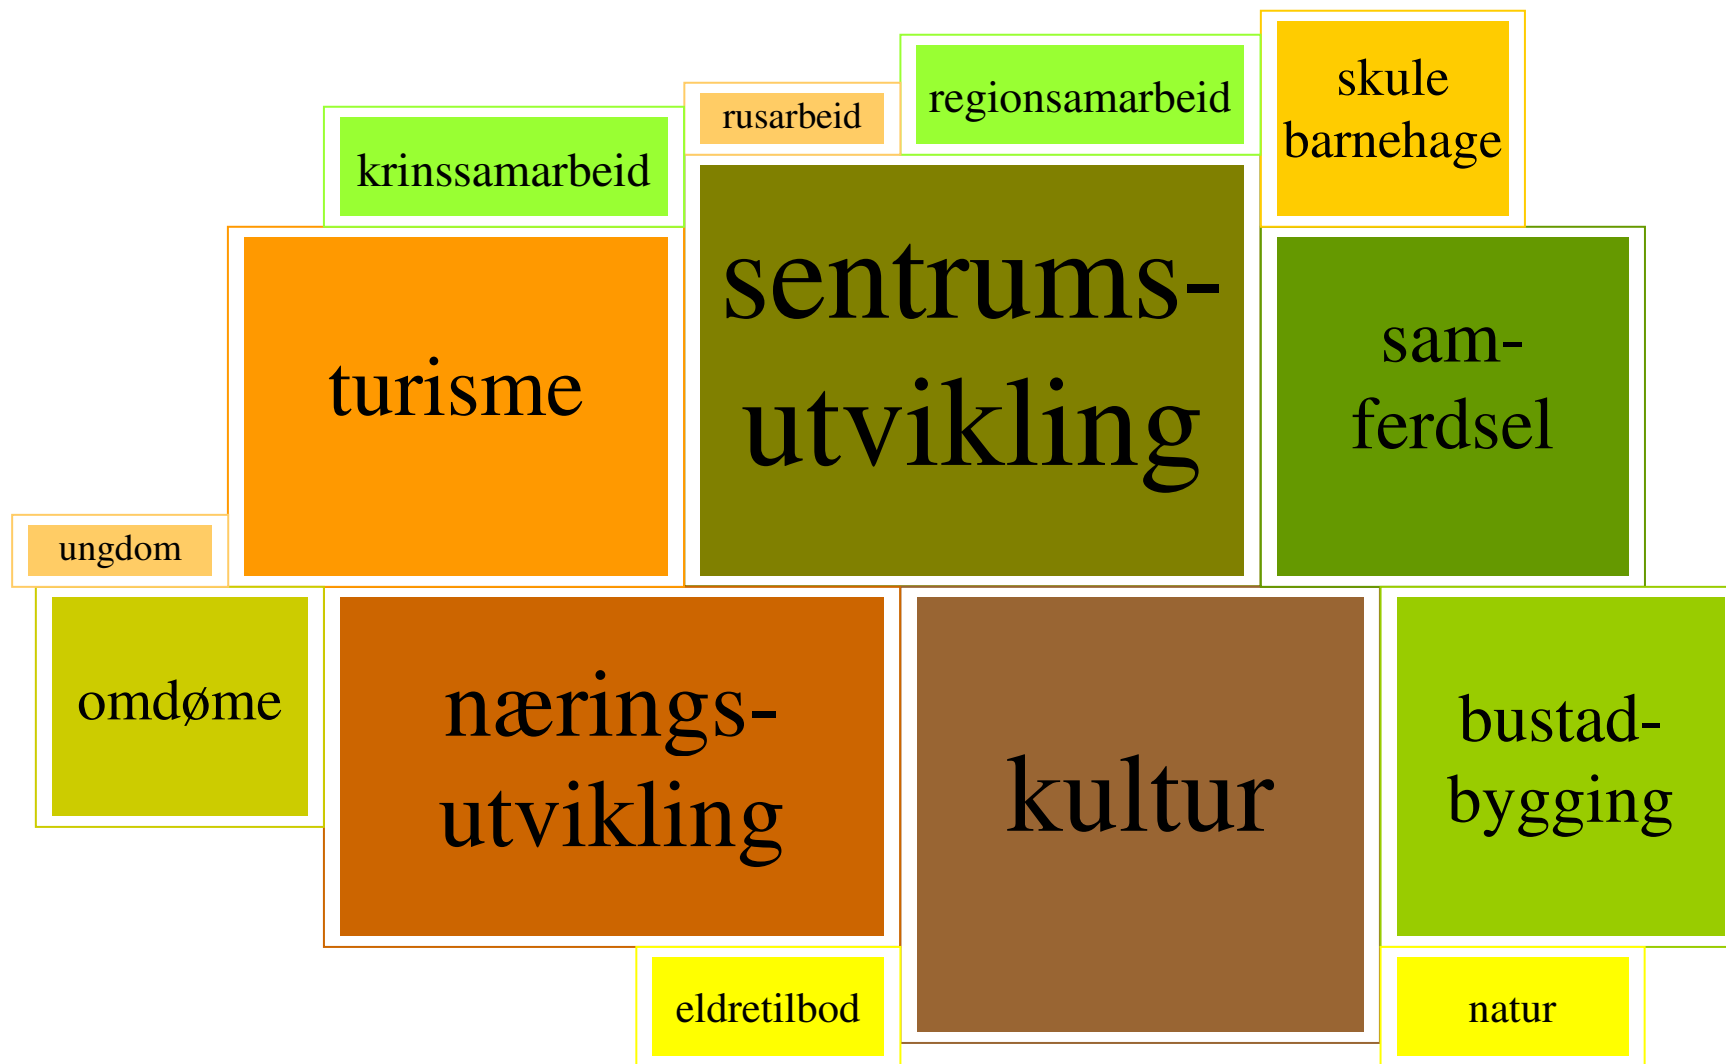 skule
barnehage
regionsamarbeid
rusarbeid
krinssamarbeid
sentrums-
utvikling
turisme
sam-
ferdsel
ungdom
omdøme
nærings-
utvikling
kultur
bustad-
bygging
eldretilbod
natur